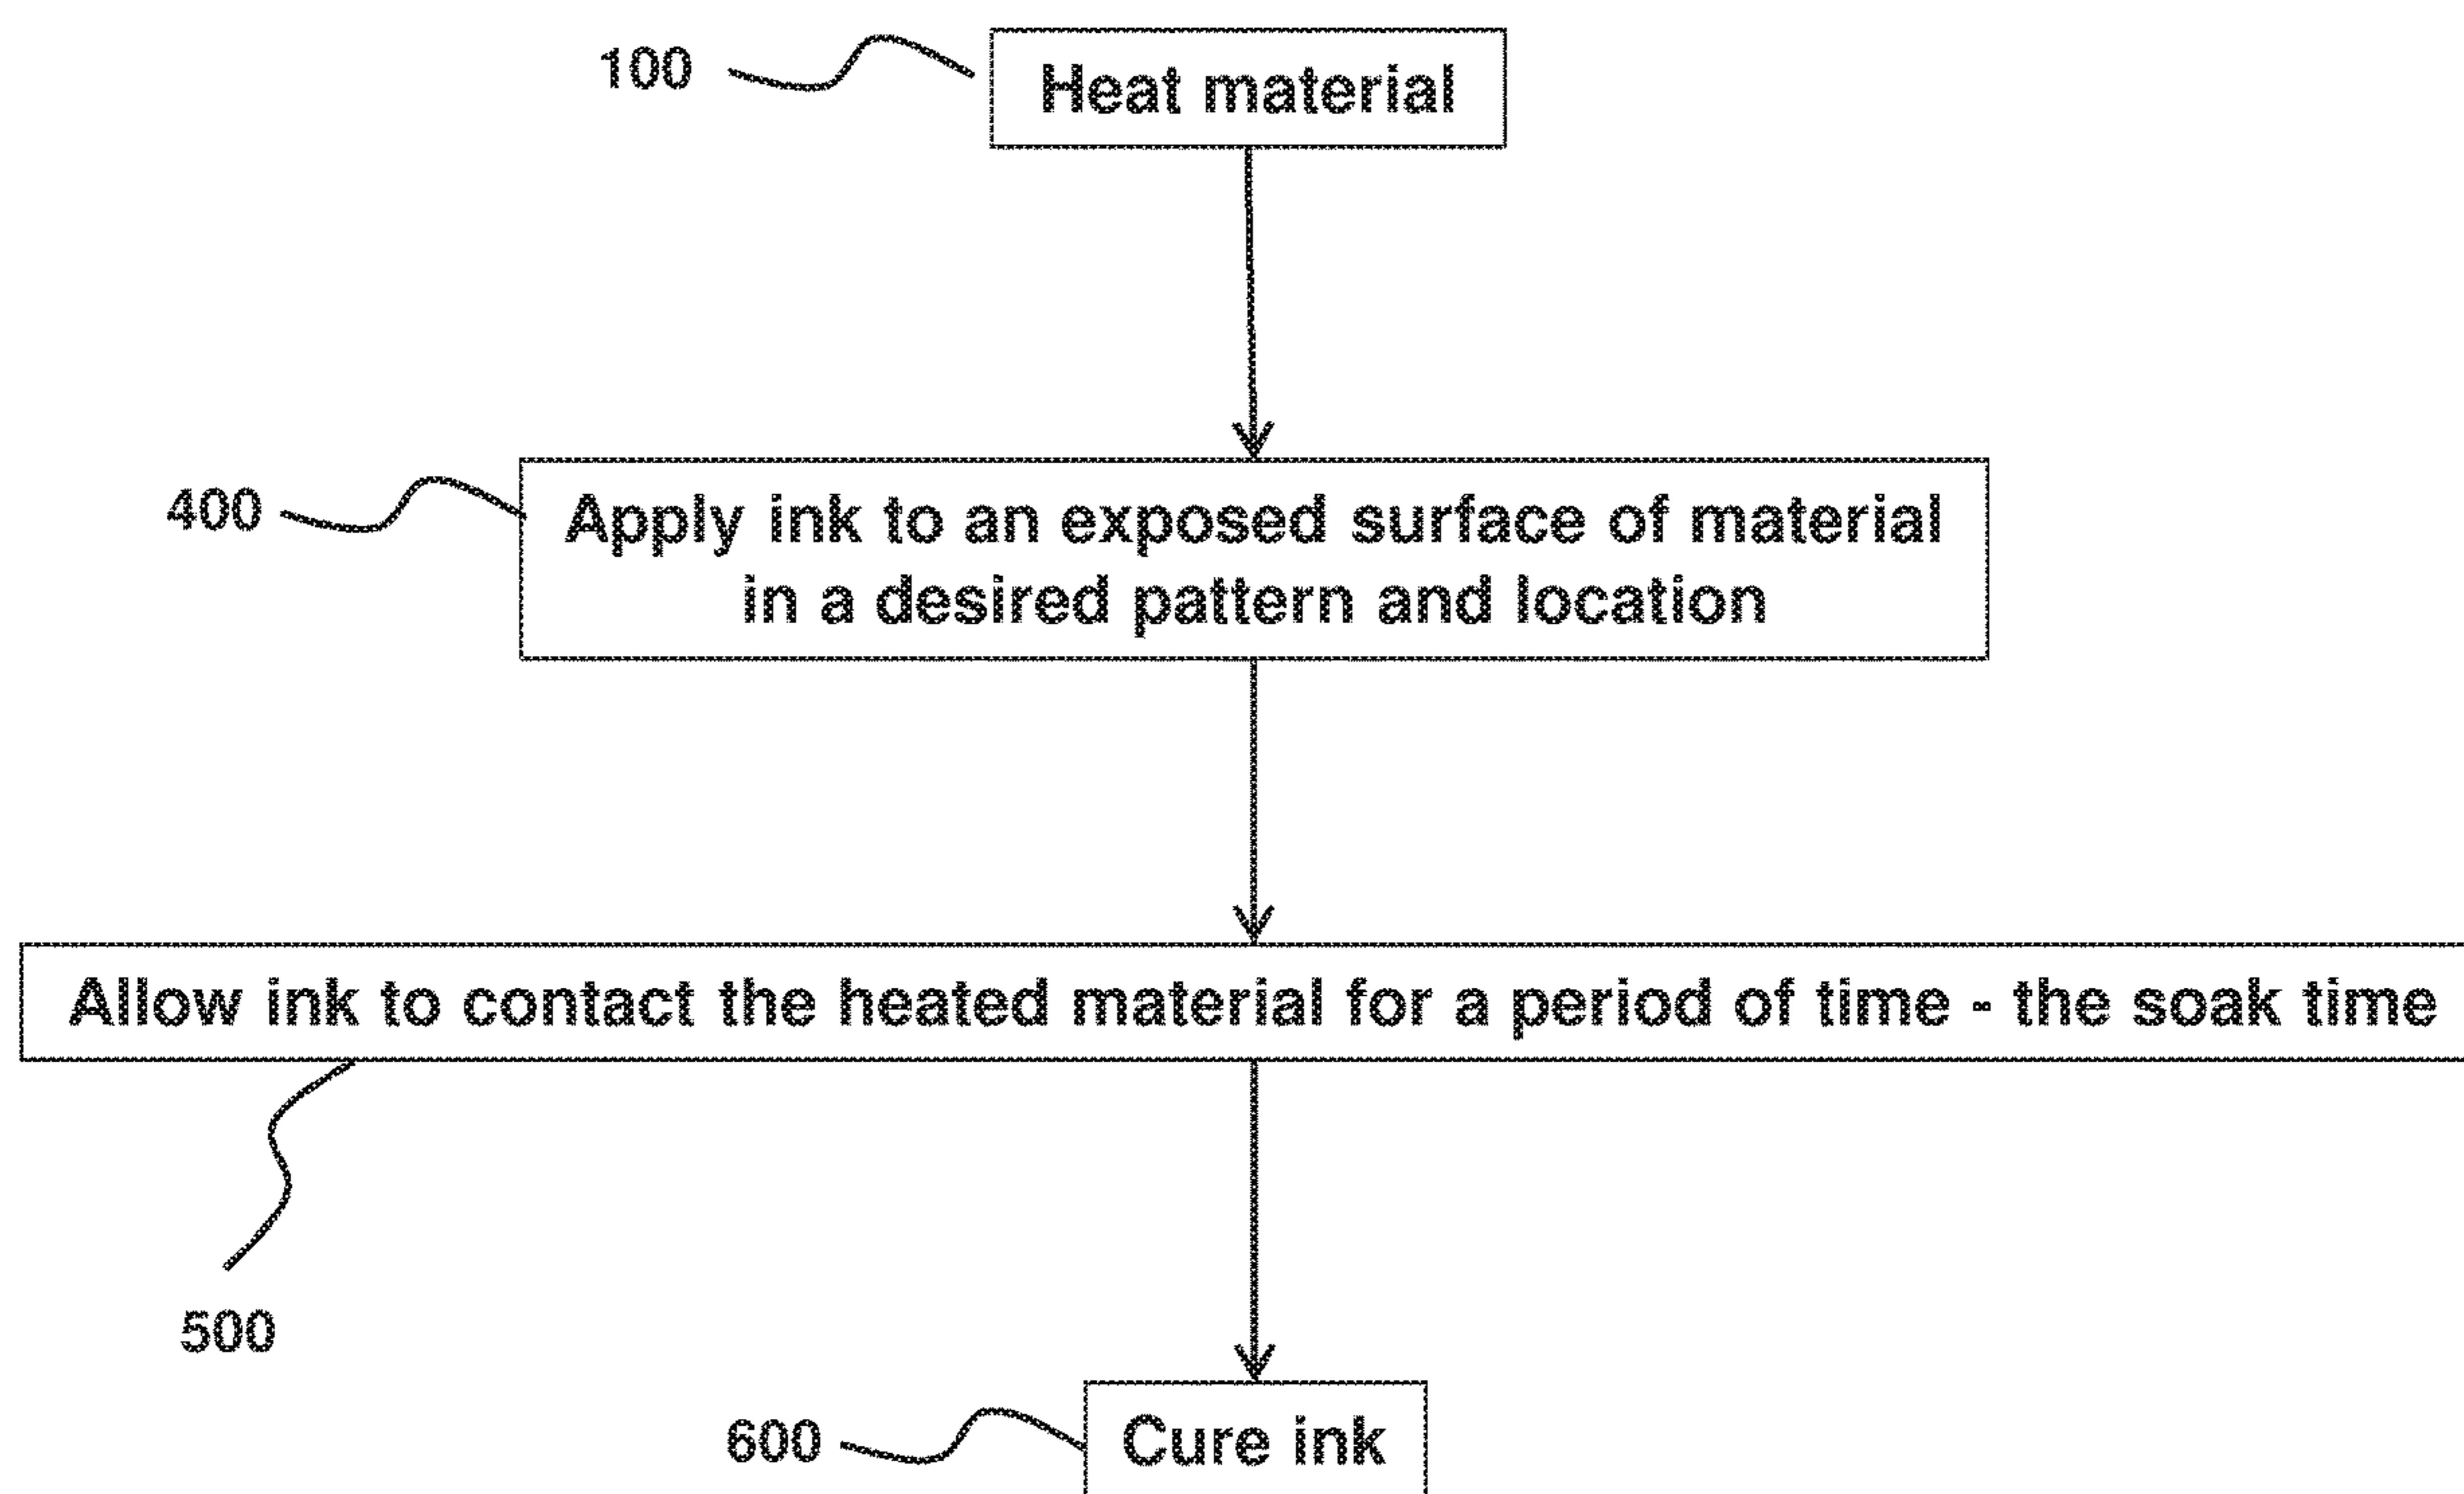 100
Heat material
400
Apply ink to an exposed surface of material
in a desired pattern and location
Allow ink to contact the heated material for a period of time - the soak time
500
600
Cure ink